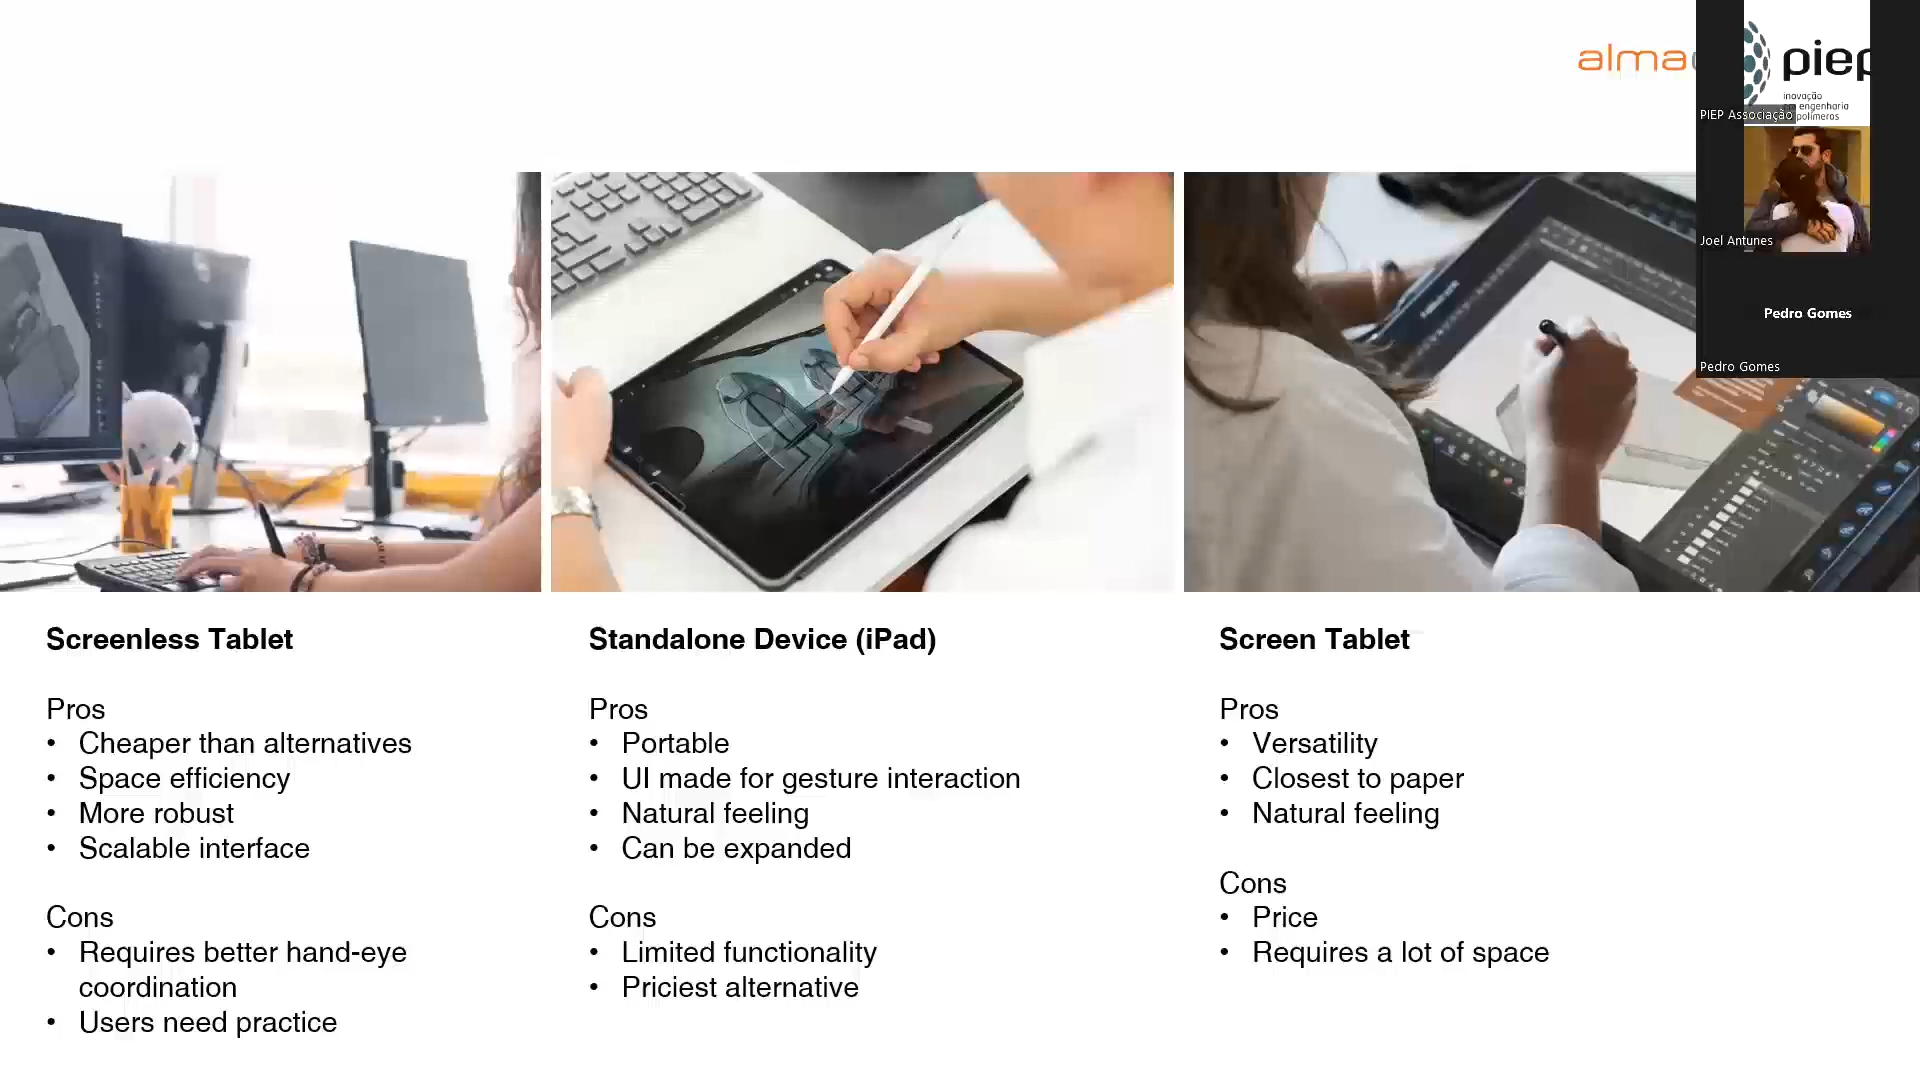 alma
piep
inovação
engenharia
polímeros
PIEP Associação
Joel Antunes
Pedro Gomes
Pedro Gomes
Screenless Tablet
Pros
• Cheaper than alternatives
• Space efficiency
• More robust
• Scalable interface
Cons
• Requires better hand-eye
coordination
• Users need practice
Standalone Device (iPad)
Pros
• Portable
• UI made for gesture interaction
• Natural feeling
• Can be expanded
Cons
• Limited functionality
• Priciest alternative
Screen Tablet
Pros
• Versatility
• Closest to paper
• Natural feeling
Cons
• Price
• Requires a lot of space